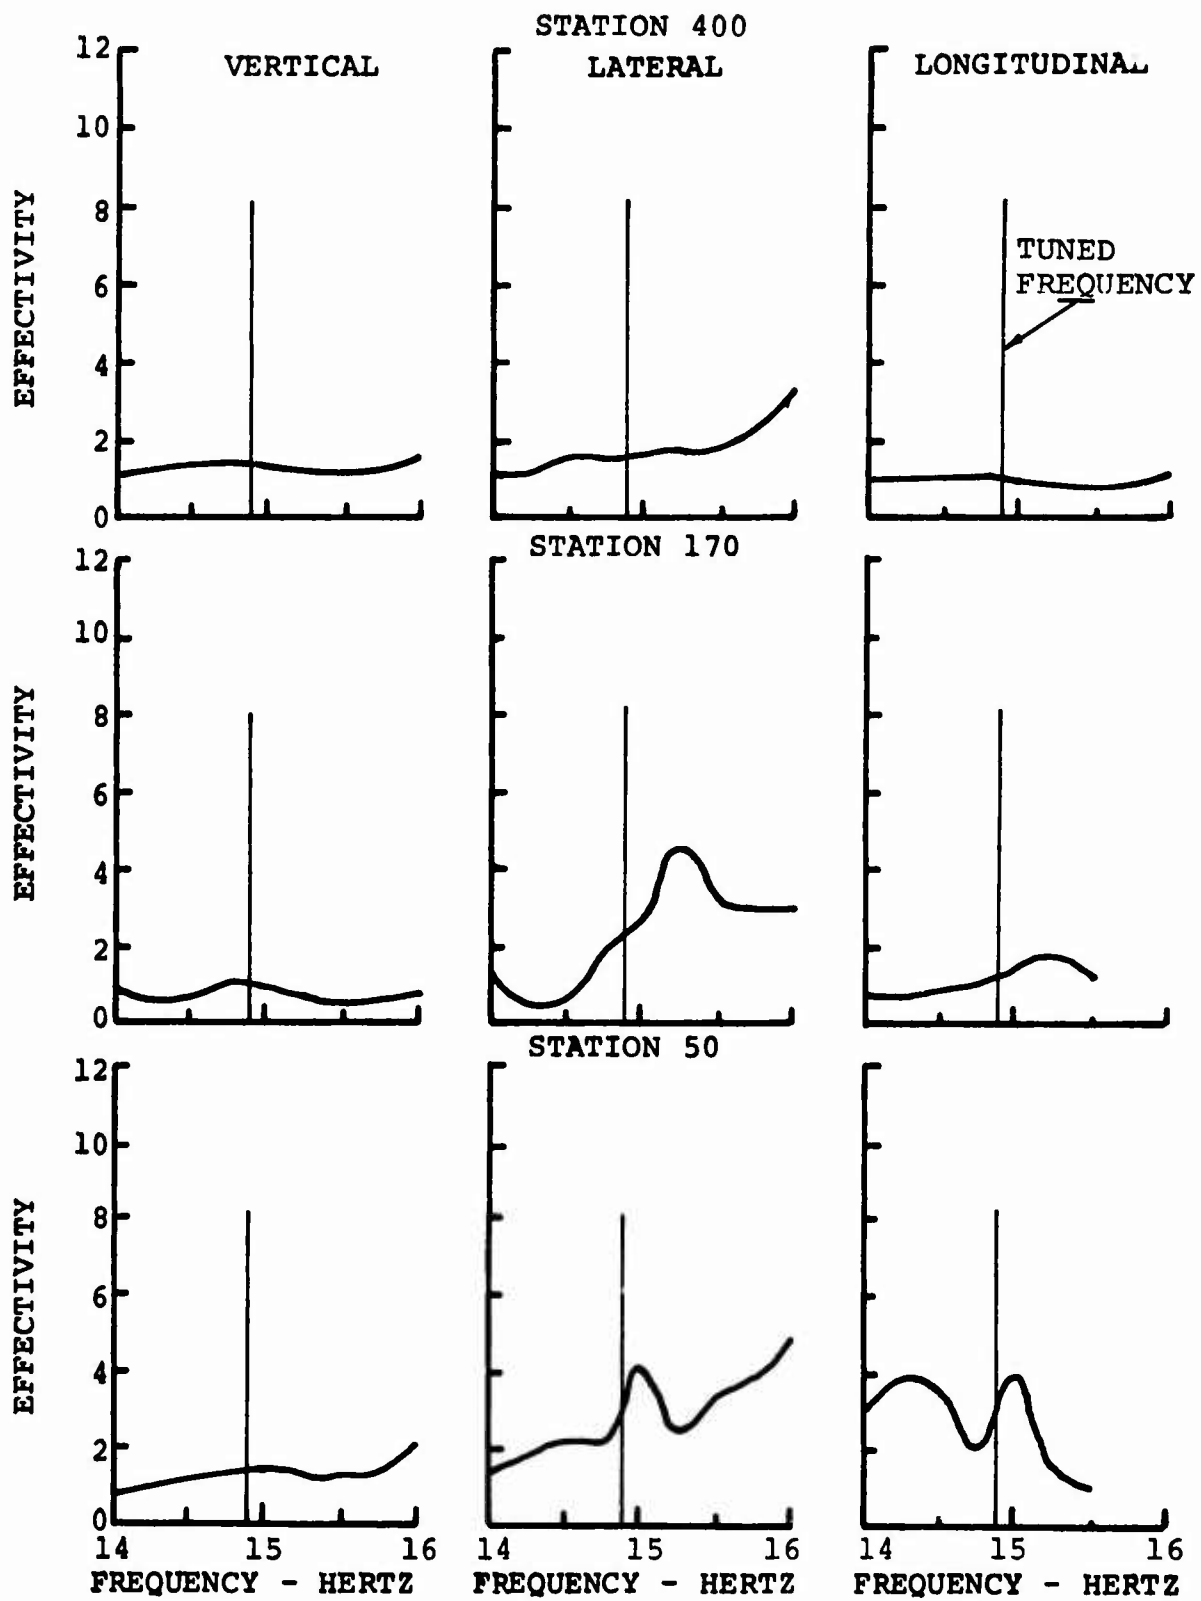 STATION 400
VERTICAL LATERAL LONGITUDINAL
12
10
8
6
4
2
0
EFFECTIVITY
TUNED
FREQUENCY
STATION 170
12
10
8
6
4
2
0
EFFECTIVITY
STATION 50
12
10
8
6
4
2
0
EFFECTIVITY
14 15 16 14 15 16 14 15 16
FREQUENCY - HERTZ FREQUENCY - HERTZ FREQUENCY - HERTZ